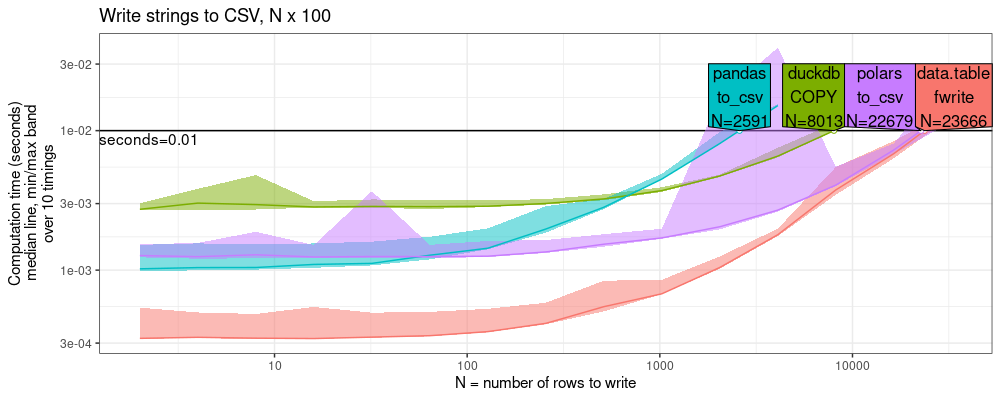 Write strings to CSV, N x 100
Computation time (seconds)
median line, min/max band
over 10 timings
3e-02
1e-02
3e-03
1e-03
3e-04
seconds=0.01
pandas
to_csv
N=2591
duckdb
COPY
N=8013
polars
to_csv
N=22679
data.table
fwrite
N=23666
10
100
1000
10000
N = number of rows to write